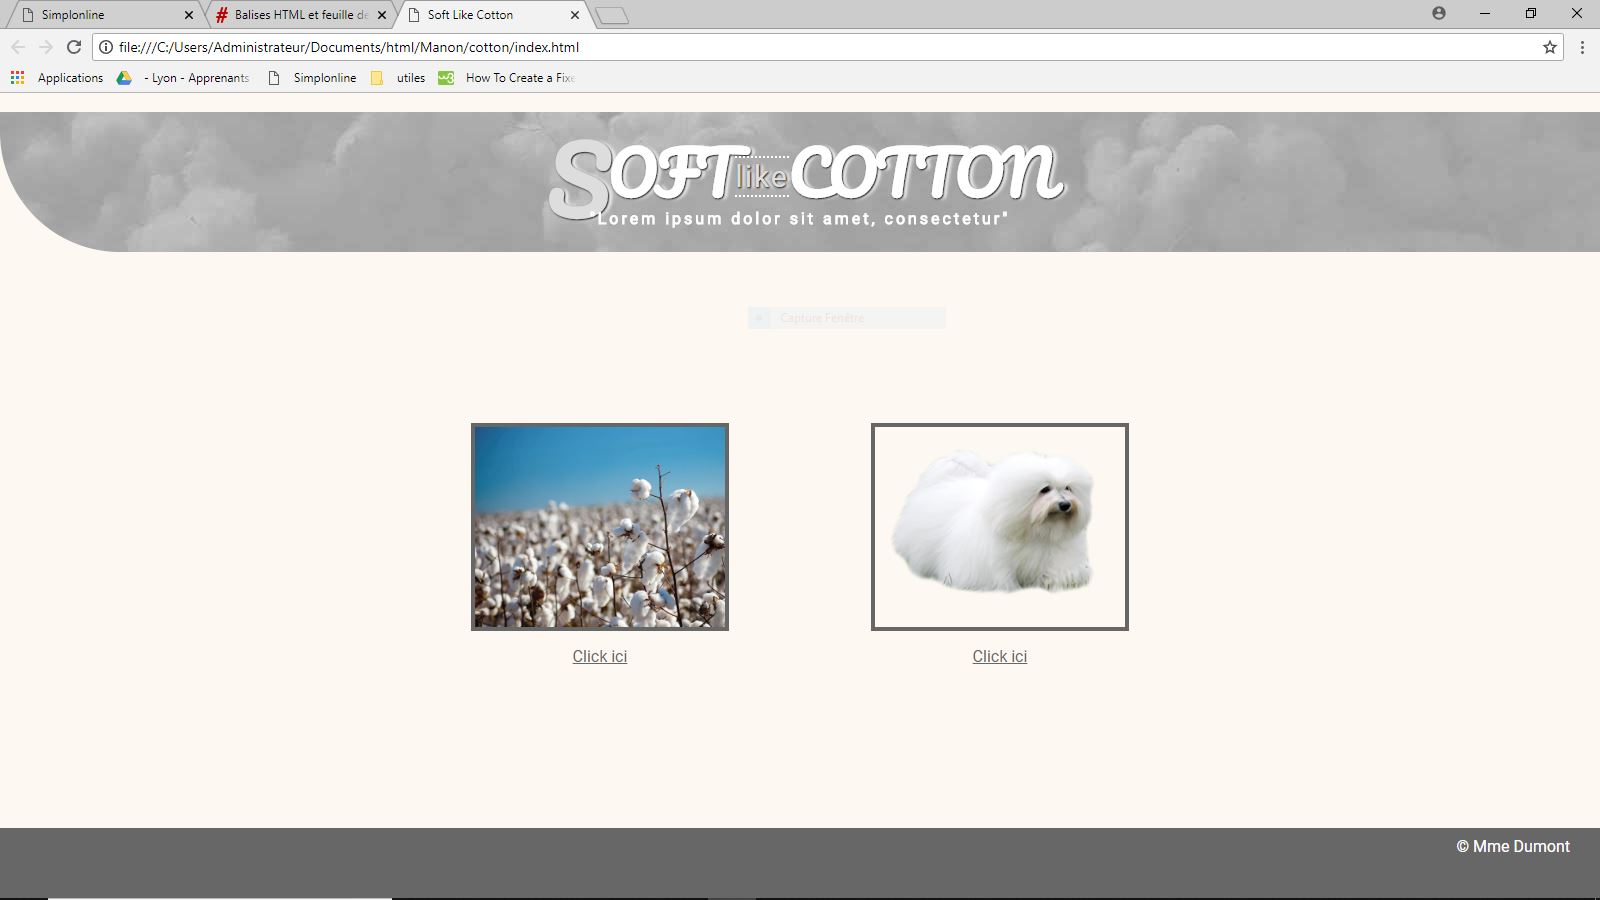 Simplonline
Balises HTML et feuille de
Soft Like Cotton
file:///C:/Users/Administrateur/Documents/html/Manon/cotton/index.html
Applications
- Lyon - Apprenants
Simplonline
utiles
How To Create a Fixe
SOFT like COTTON
"Lorem ipsum dolor sit amet, consectetur"
Capture Fenêtre
Click ici
Click ici
© Mme Dumont